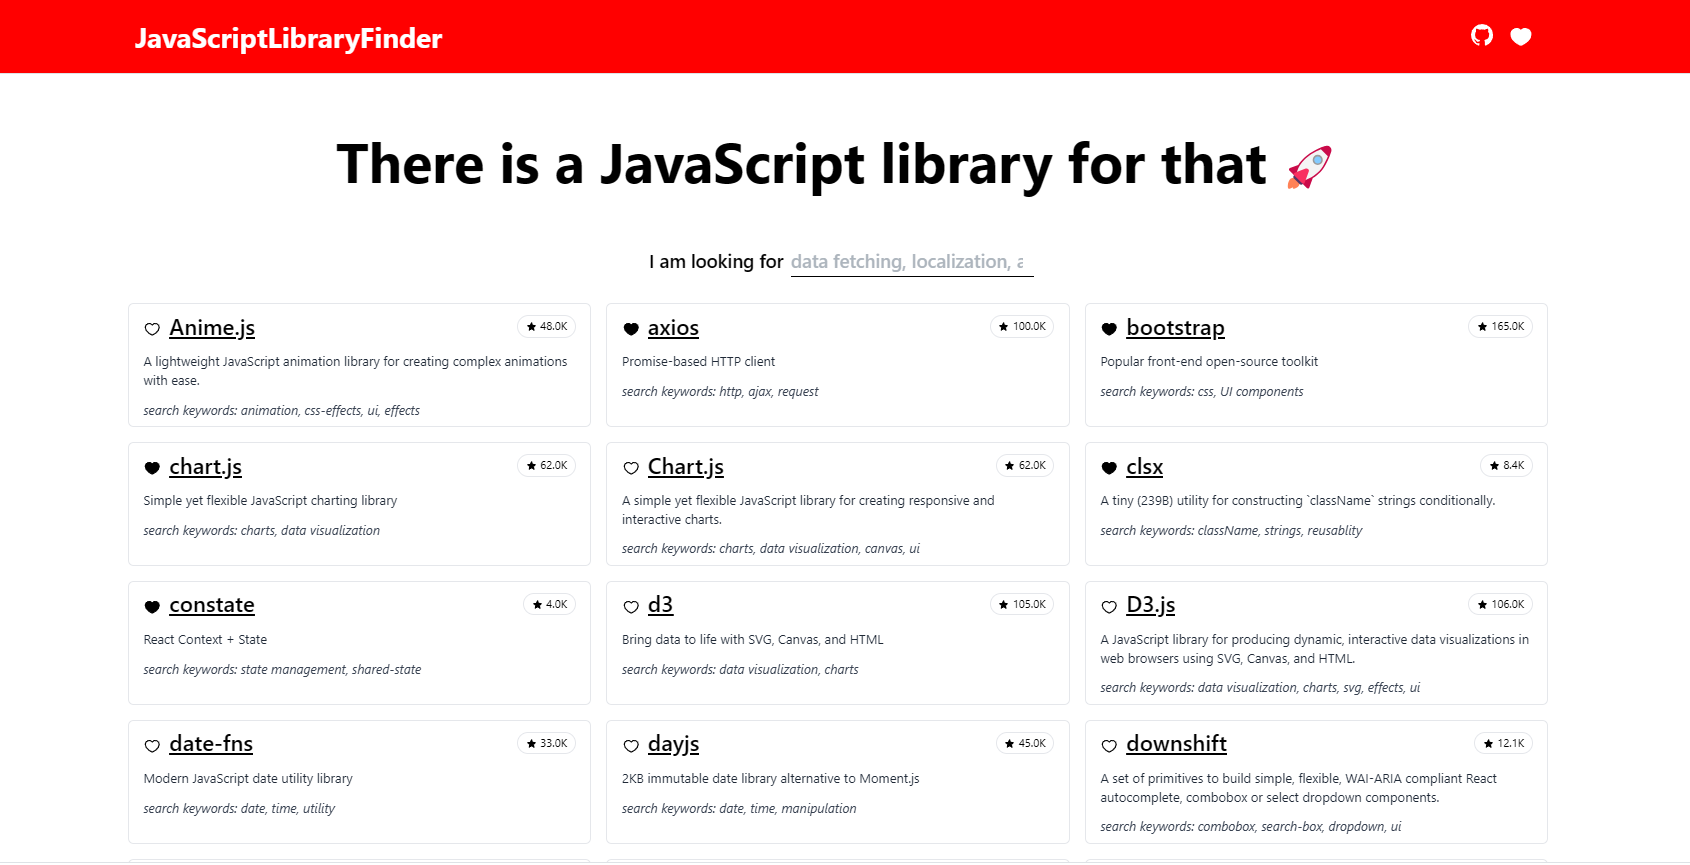 JavaScriptLibraryFinder
There is a JavaScript library for that 🚀
I am looking for data fetching, localization, a
Anime.js 48.0K
A lightweight JavaScript animation library for creating complex animations
with ease.
search keywords: animation, css-effects, ui, effects
axios 100.0K
Promise-based HTTP client
search keywords: http, ajax, request
bootstrap 165.0K
Popular front-end open-source toolkit
search keywords: css, UI components
chart.js 62.0K
Simple yet flexible JavaScript charting library
search keywords: charts, data visualization
Chart.js 62.0K
A simple yet flexible JavaScript library for creating responsive and
interactive charts.
search keywords: charts, data visualization, canvas, ui
clsx 8.4K
A tiny (239B) utility for constructing `className` strings conditionally.
search keywords: className, strings, reusablity
constate 4.0K
React Context + State
search keywords: state management, shared-state
d3 105.0K
Bring data to life with SVG, Canvas, and HTML
search keywords: data visualization, charts
D3.js 106.0K
A JavaScript library for producing dynamic, interactive data visualizations in
web browsers using SVG, Canvas, and HTML.
search keywords: data visualization, charts, svg, effects, ui
date-fns 33.0K
Modern JavaScript date utility library
search keywords: date, time, utility
dayjs 45.0K
2KB immutable date library alternative to Moment.js
search keywords: date, time, manipulation
downshift 12.1K
A set of primitives to build simple, flexible, WAI-ARIA compliant React
autocomplete, combobox or select dropdown components.
search keywords: combobox, search-box, dropdown, ui